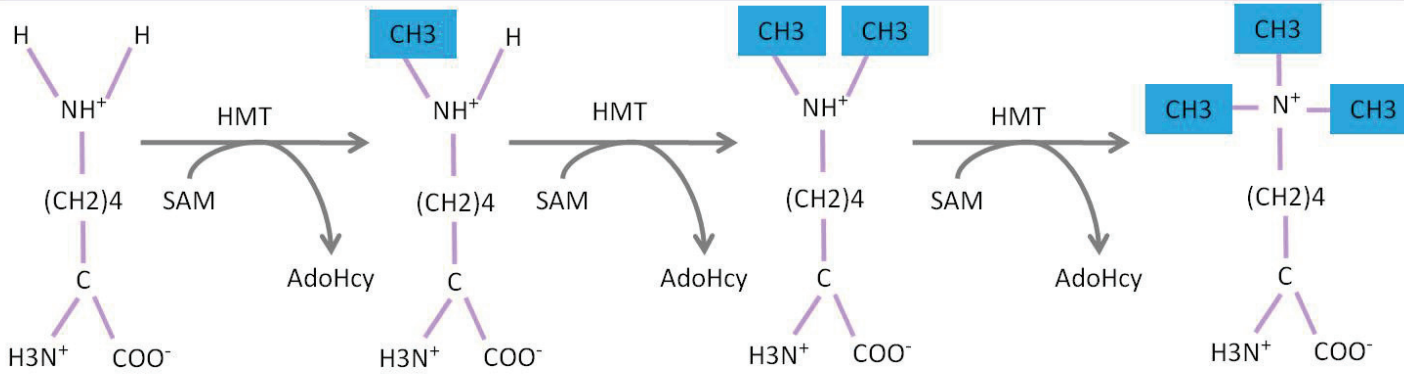 H H
CH3 H
CH3 CH3
CH3
NH⁺
HMT
NH⁺
HMT
NH⁺
HMT
CH3 N⁺ CH3
(CH2)4
SAM
(CH2)4
SAM
(CH2)4
SAM
(CH2)4
C
AdoHcy
C
AdoHcy
C
AdoHcy
C
H3N⁺ COO⁻
H3N⁺ COO⁻
H3N⁺ COO⁻
H3N⁺ COO⁻